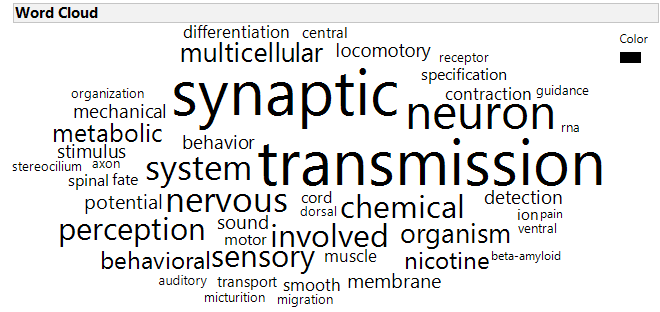 Word Cloud
Color
differentiation central
multicellular locomotory
receptor
specification
organization synaptic contraction guidance
mechanical neuron
metabolic rna
behavior
stimulus
stereocilium axon system transmission
spinal fate
potential nervous cord chemical detection
dorsal ion pain
perception sound involved organism ventral
motor
behavioral sensory muscle nicotine beta-amyloid
auditory transport smooth membrane
micturition migration